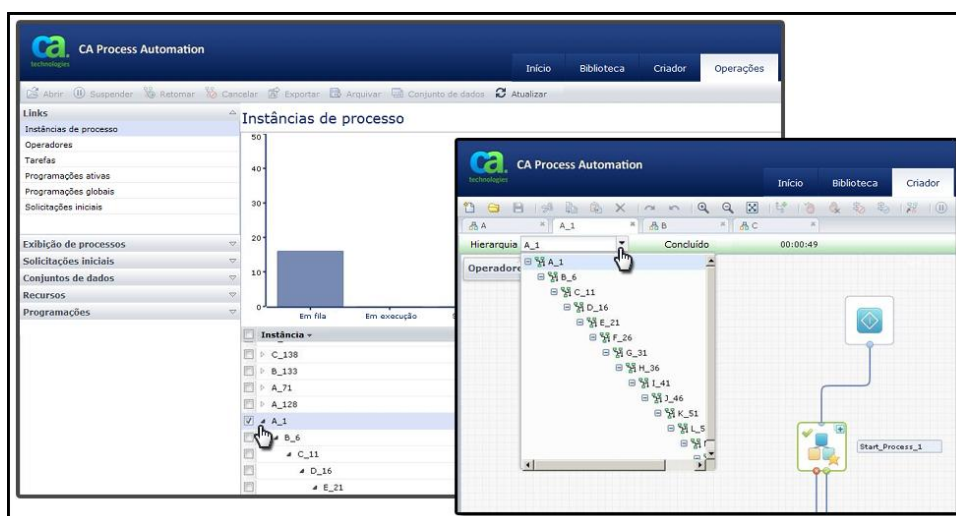 ca
technologies
CA Process Automation
Início Biblioteca Criador Operações
Abrir Suspender Retomar Cancelar Exportar Arquivar Conjunto de dados Atualizar
Links
Instâncias de processo
Operadores
Tarefas
Programações ativas
Programações globais
Solicitações iniciais
Exibição de processos
Solicitações iniciais
Conjuntos de dados
Recursos
Programações
Instâncias de processo
50
40
30
20
10
0
Em fila Em execução
Instância
C_138
B_133
A_71
A_128
A_1
B_6
C_11
D_16
E_21
ca
technologies
CA Process Automation
Início Biblioteca Criador
A A_1 B C
Hierarquia A_1 Concluído 00:00:49
Operadore
A_1
B_6
C_11
D_16
E_21
F_26
G_31
H_36
I_41
J_46
K_51
L_5
Start_Process_1